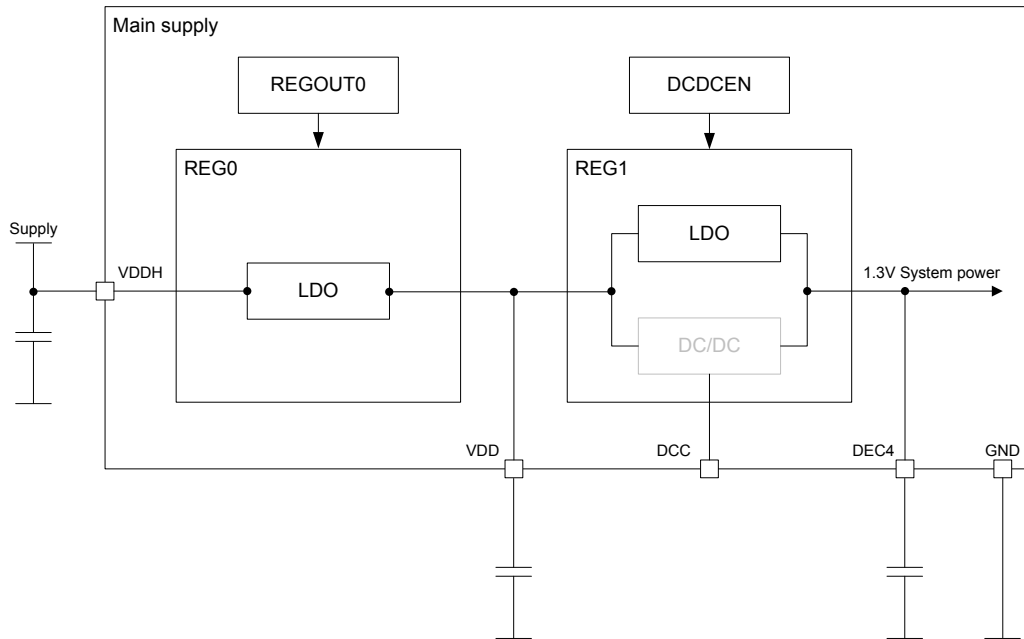 Main supply
REGOUT0
DCDCEN
REG0
REG1
Supply
VDDH
LDO
LDO
1.3V System power
DC/DC
VDD
DCC
DEC4
GND